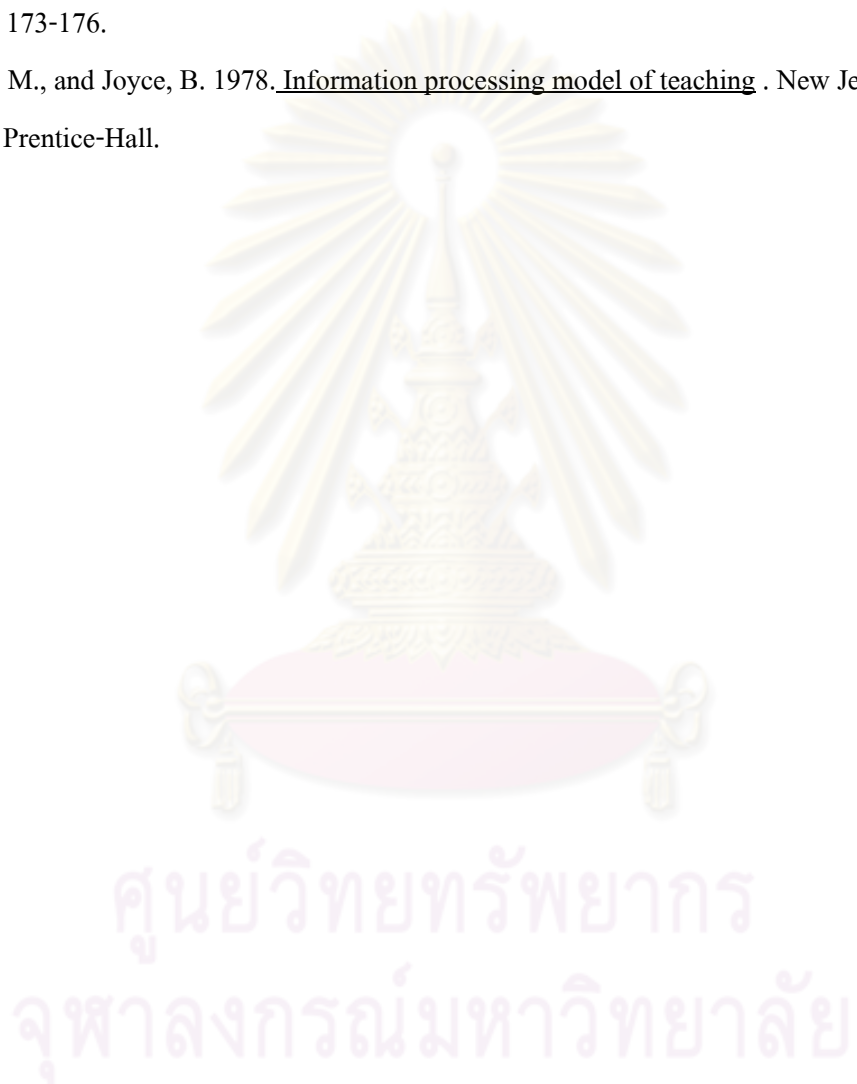 173-176.
M., and Joyce, B. 1978. Information processing model of teaching . New Je
Prentice-Hall.
ศูนย์วิทยทรัพยากร
จุฬาลงกรณ์มหาวิทยาลัย